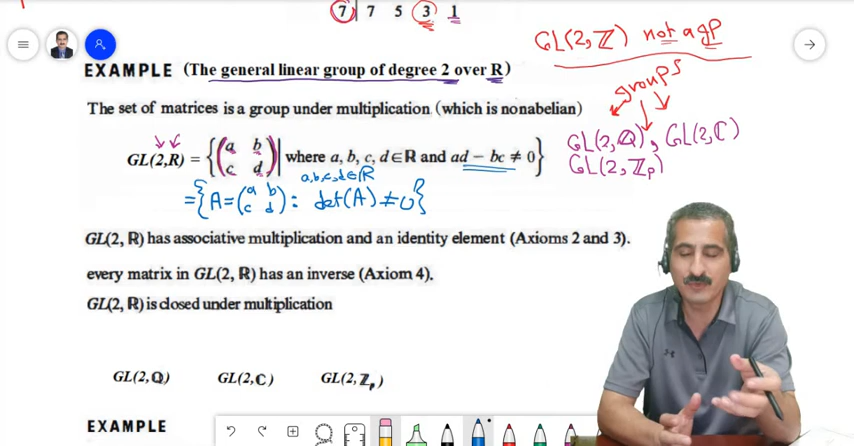 7 7 5 3 1
GL(2, ℤ) not a gp
EXAMPLE (The general linear group of degree 2 over R)
groups
The set of matrices is a group under multiplication (which is nonabelian)
GL(2, ℚ), GL(2, ℂ)
GL(2,R) = {(a b c d)| where a, b, c, d∈R and ad − bc ≠ 0}
GL(2, ℤp)
a,b,c,d∈ℝ
={A=(a b c d): det(A)≠0}
GL(2, R) has associative multiplication and an identity element (Axioms 2 and 3).
every matrix in GL(2, R) has an inverse (Axiom 4).
GL(2, R) is closed under multiplication
GL(2,ℚ) GL(2,ℂ) GL(2,ℤp)
EXAMPLE